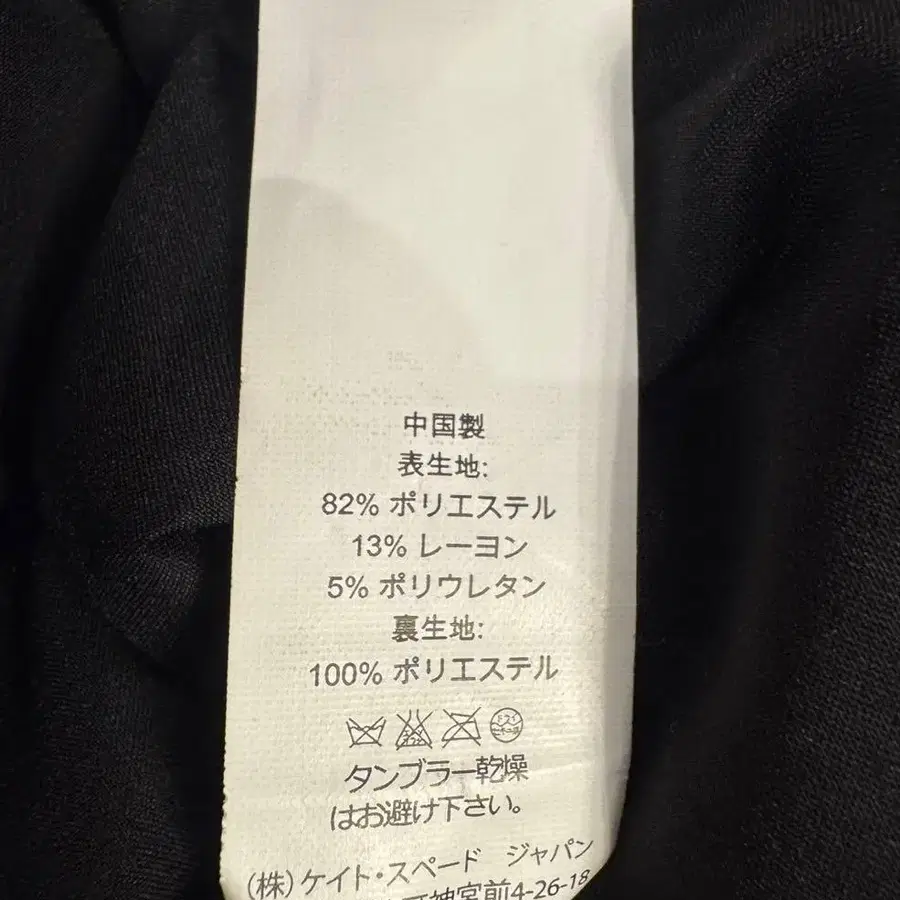 中国製
表生地:
82% ポリエステル
13% レーヨン
5% ポリウレタン
裏生地:
100% ポリエステル
タンブラー乾燥
はお避け下さい。
(株)ケイト・スペード ジャパン
神宮前4-26-18